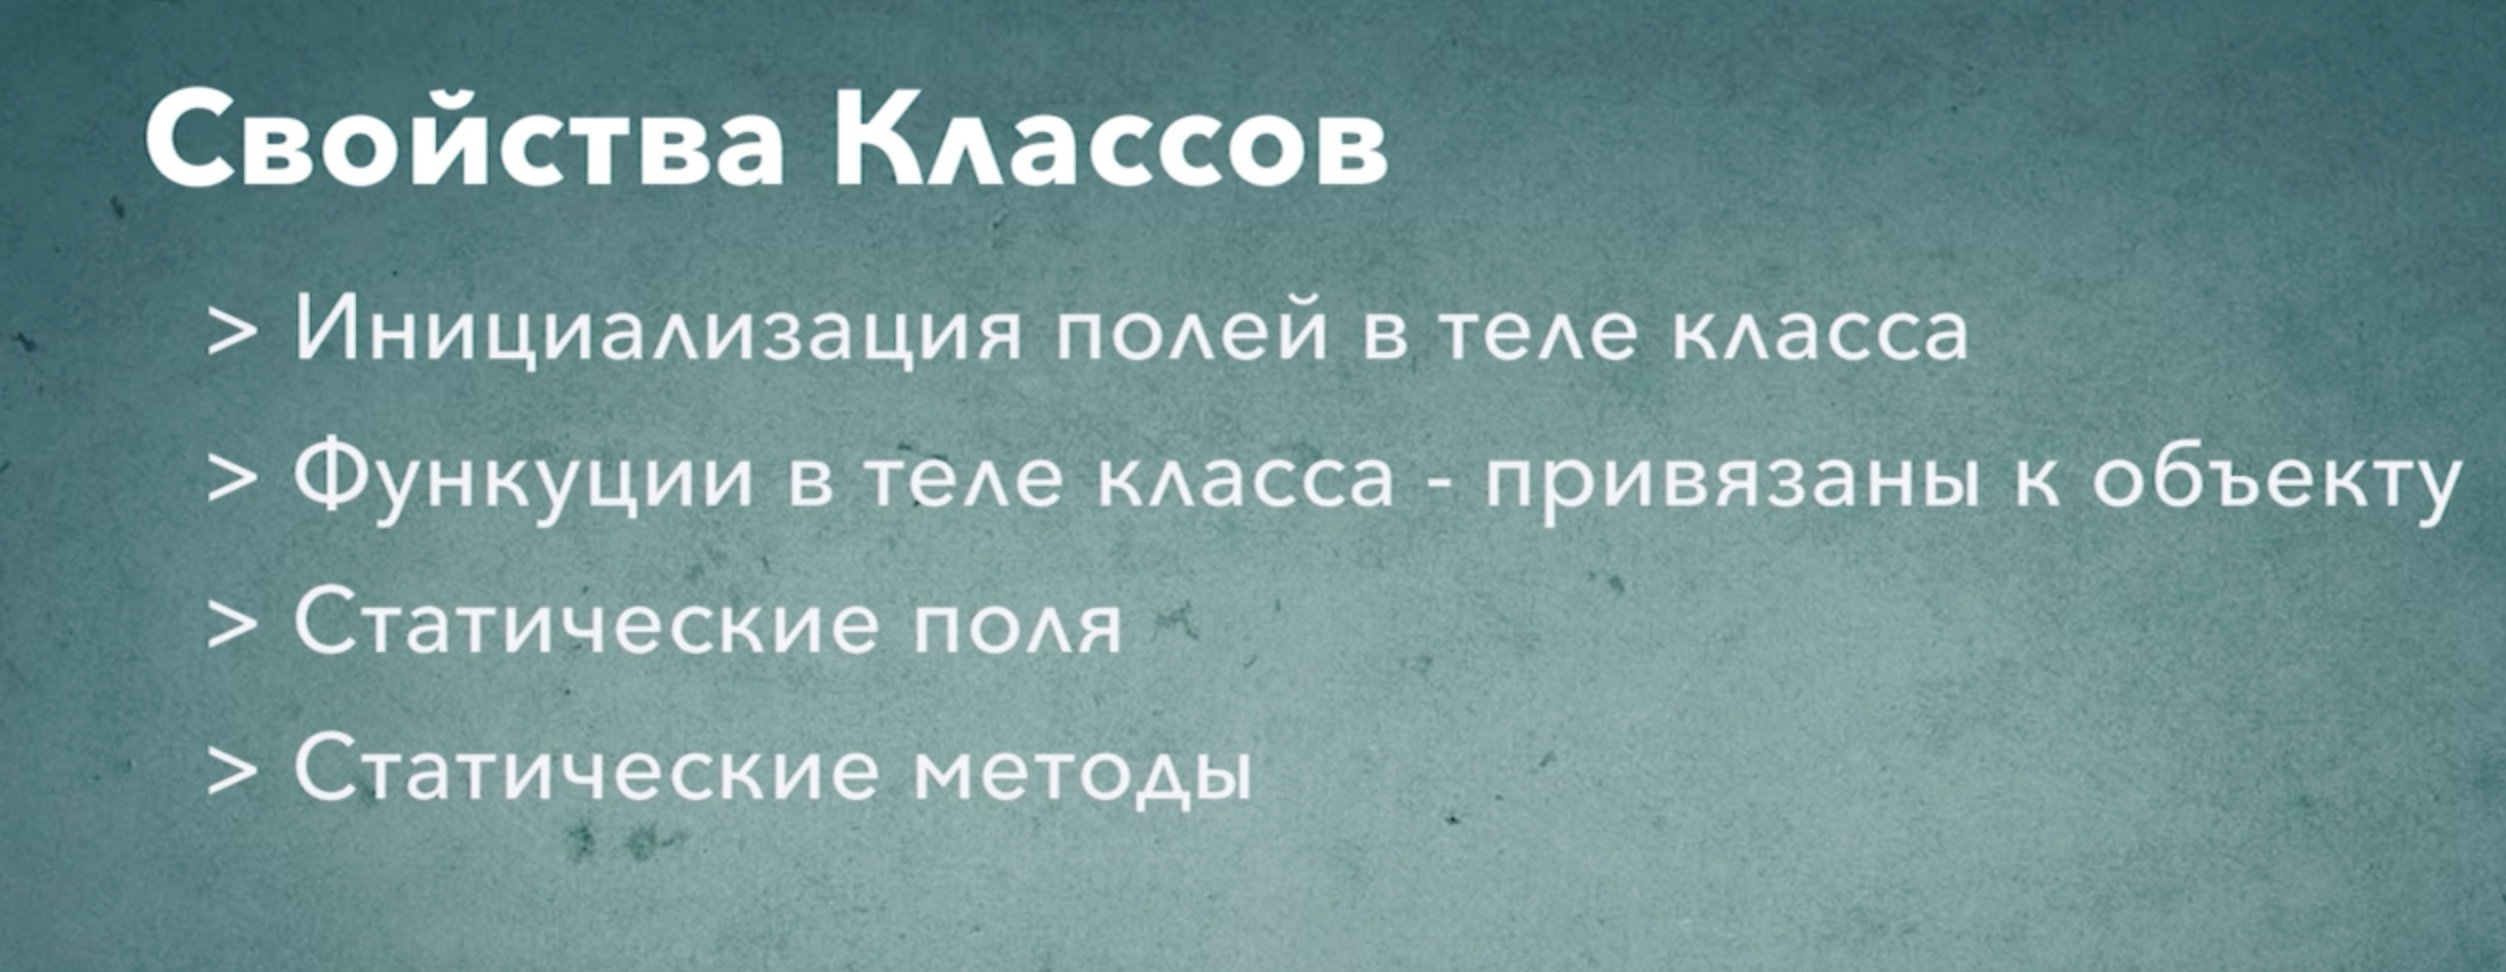 Свойства Классов
> Инициализация полей в теле класса
> Функуции в теле класса - привязаны к объекту
> Статические поля
> Статические методы